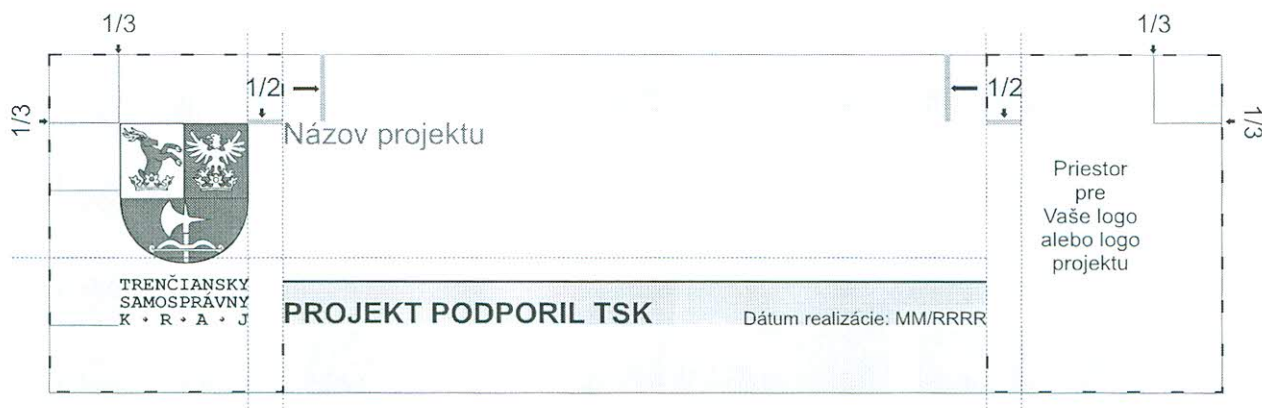 1/3
1/3
1/2
1/2
1/3
1/3
Názov projektu
Priestor
pre
Vaše logo
alebo logo
projektu
TRENČIANSKY
SAMOSPRÁVNY
K • R • A • J
PROJEKT PODPORIL TSK
Dátum realizácie: MM/RRRR